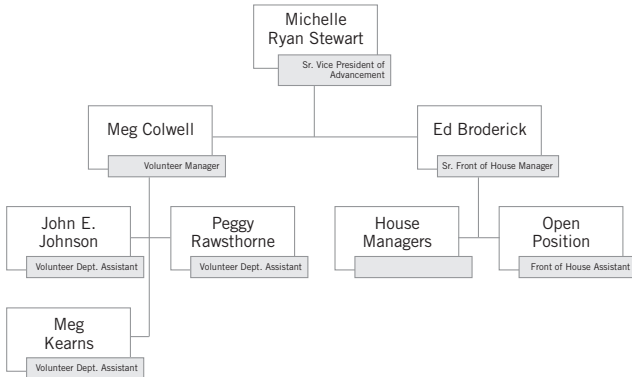 Michelle
Ryan Stewart
Sr. Vice President of
Advancement
Meg Colwell
Volunteer Manager
Ed Broderick
Sr. Front of House Manager
John E.
Johnson
Volunteer Dept. Assistant
Peggy
Rawsthorne
Volunteer Dept. Assistant
House
Managers
Open
Position
Front of House Assistant
Meg
Kearns
Volunteer Dept. Assistant